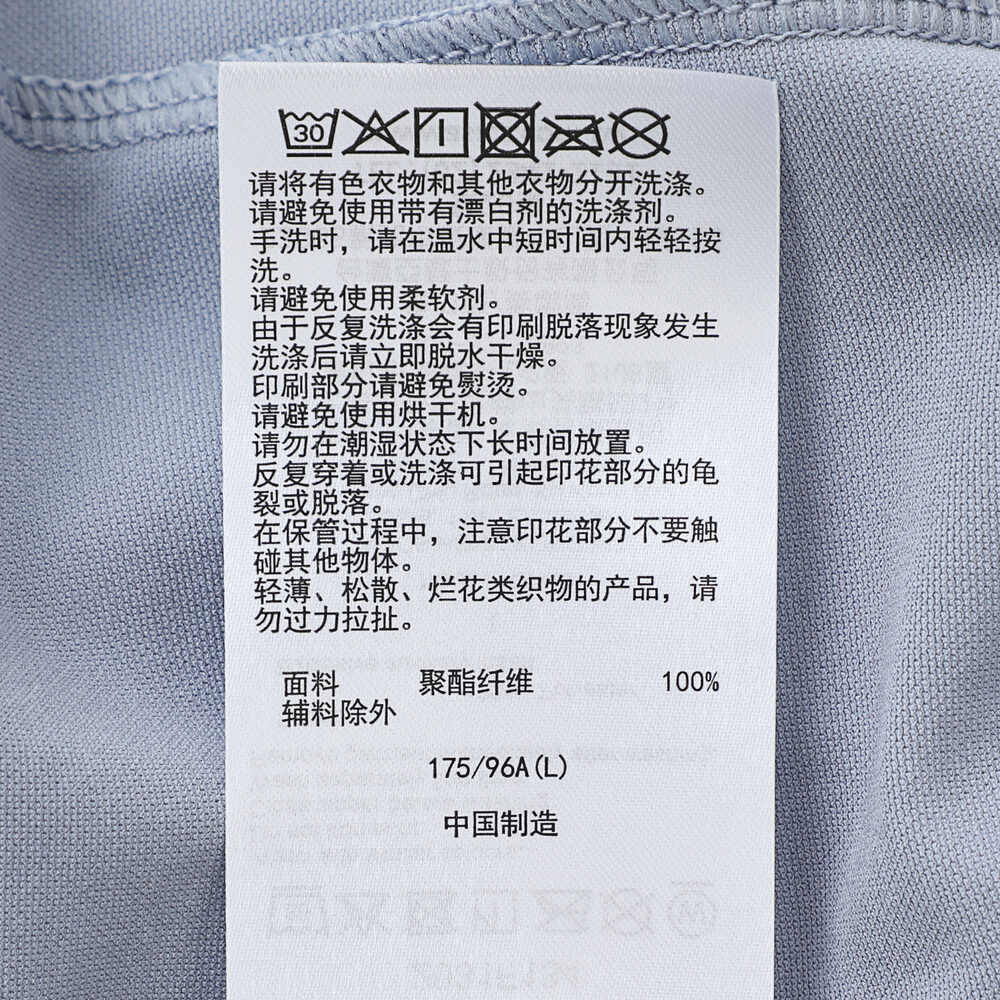 30
请将有色衣物和其他衣物分开洗涤。
请避免使用带有漂白剂的洗涤剂。
手洗时，请在温水中短时间内轻轻按
洗。
请避免使用柔软剂。
由于反复洗涤会有印刷脱落现象发生
洗涤后请立即脱水干燥。
印刷部分请避免熨烫。
请避免使用烘干机。
请勿在潮湿状态下长时间放置。
反复穿着或洗涤可引起印花部分的龟
裂或脱落。
在保管过程中，注意印花部分不要触
碰其他物体。
轻薄、松散、烂花类织物的产品，请
勿过力拉扯。
面料 聚酯纤维 100%
辅料除外
175/96A(L)
中国制造